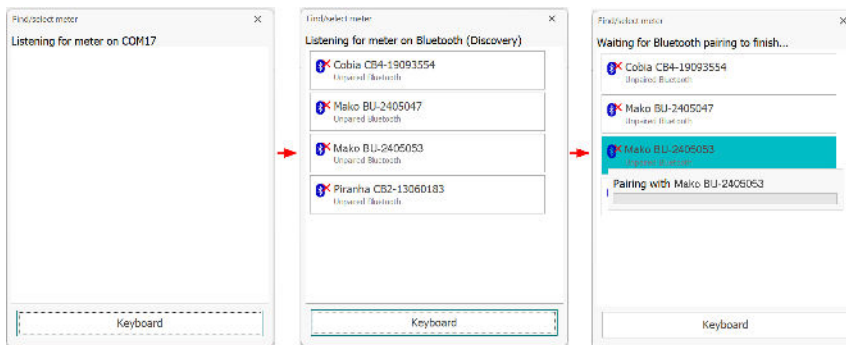 Find/select meter
Listening for meter on COM17
Keyboard
Find/select meter
Listening for meter on Bluetooth (Discovery)
Cobia CB4-19093554
Unpaired Bluetooth
Mako BU-2405047
Unpaired Bluetooth
Mako BU-2405053
Unpaired Bluetooth
Piranha CB2-13060183
Unpaired Bluetooth
Keyboard
Find/select meter
Waiting for Bluetooth pairing to finish...
Cobia CB4-19093554
Unpaired Bluetooth
Mako BU-2405047
Unpaired Bluetooth
Mako BU-2405053
Unpaired Bluetooth
Pairing with Mako BU-2405053
Keyboard